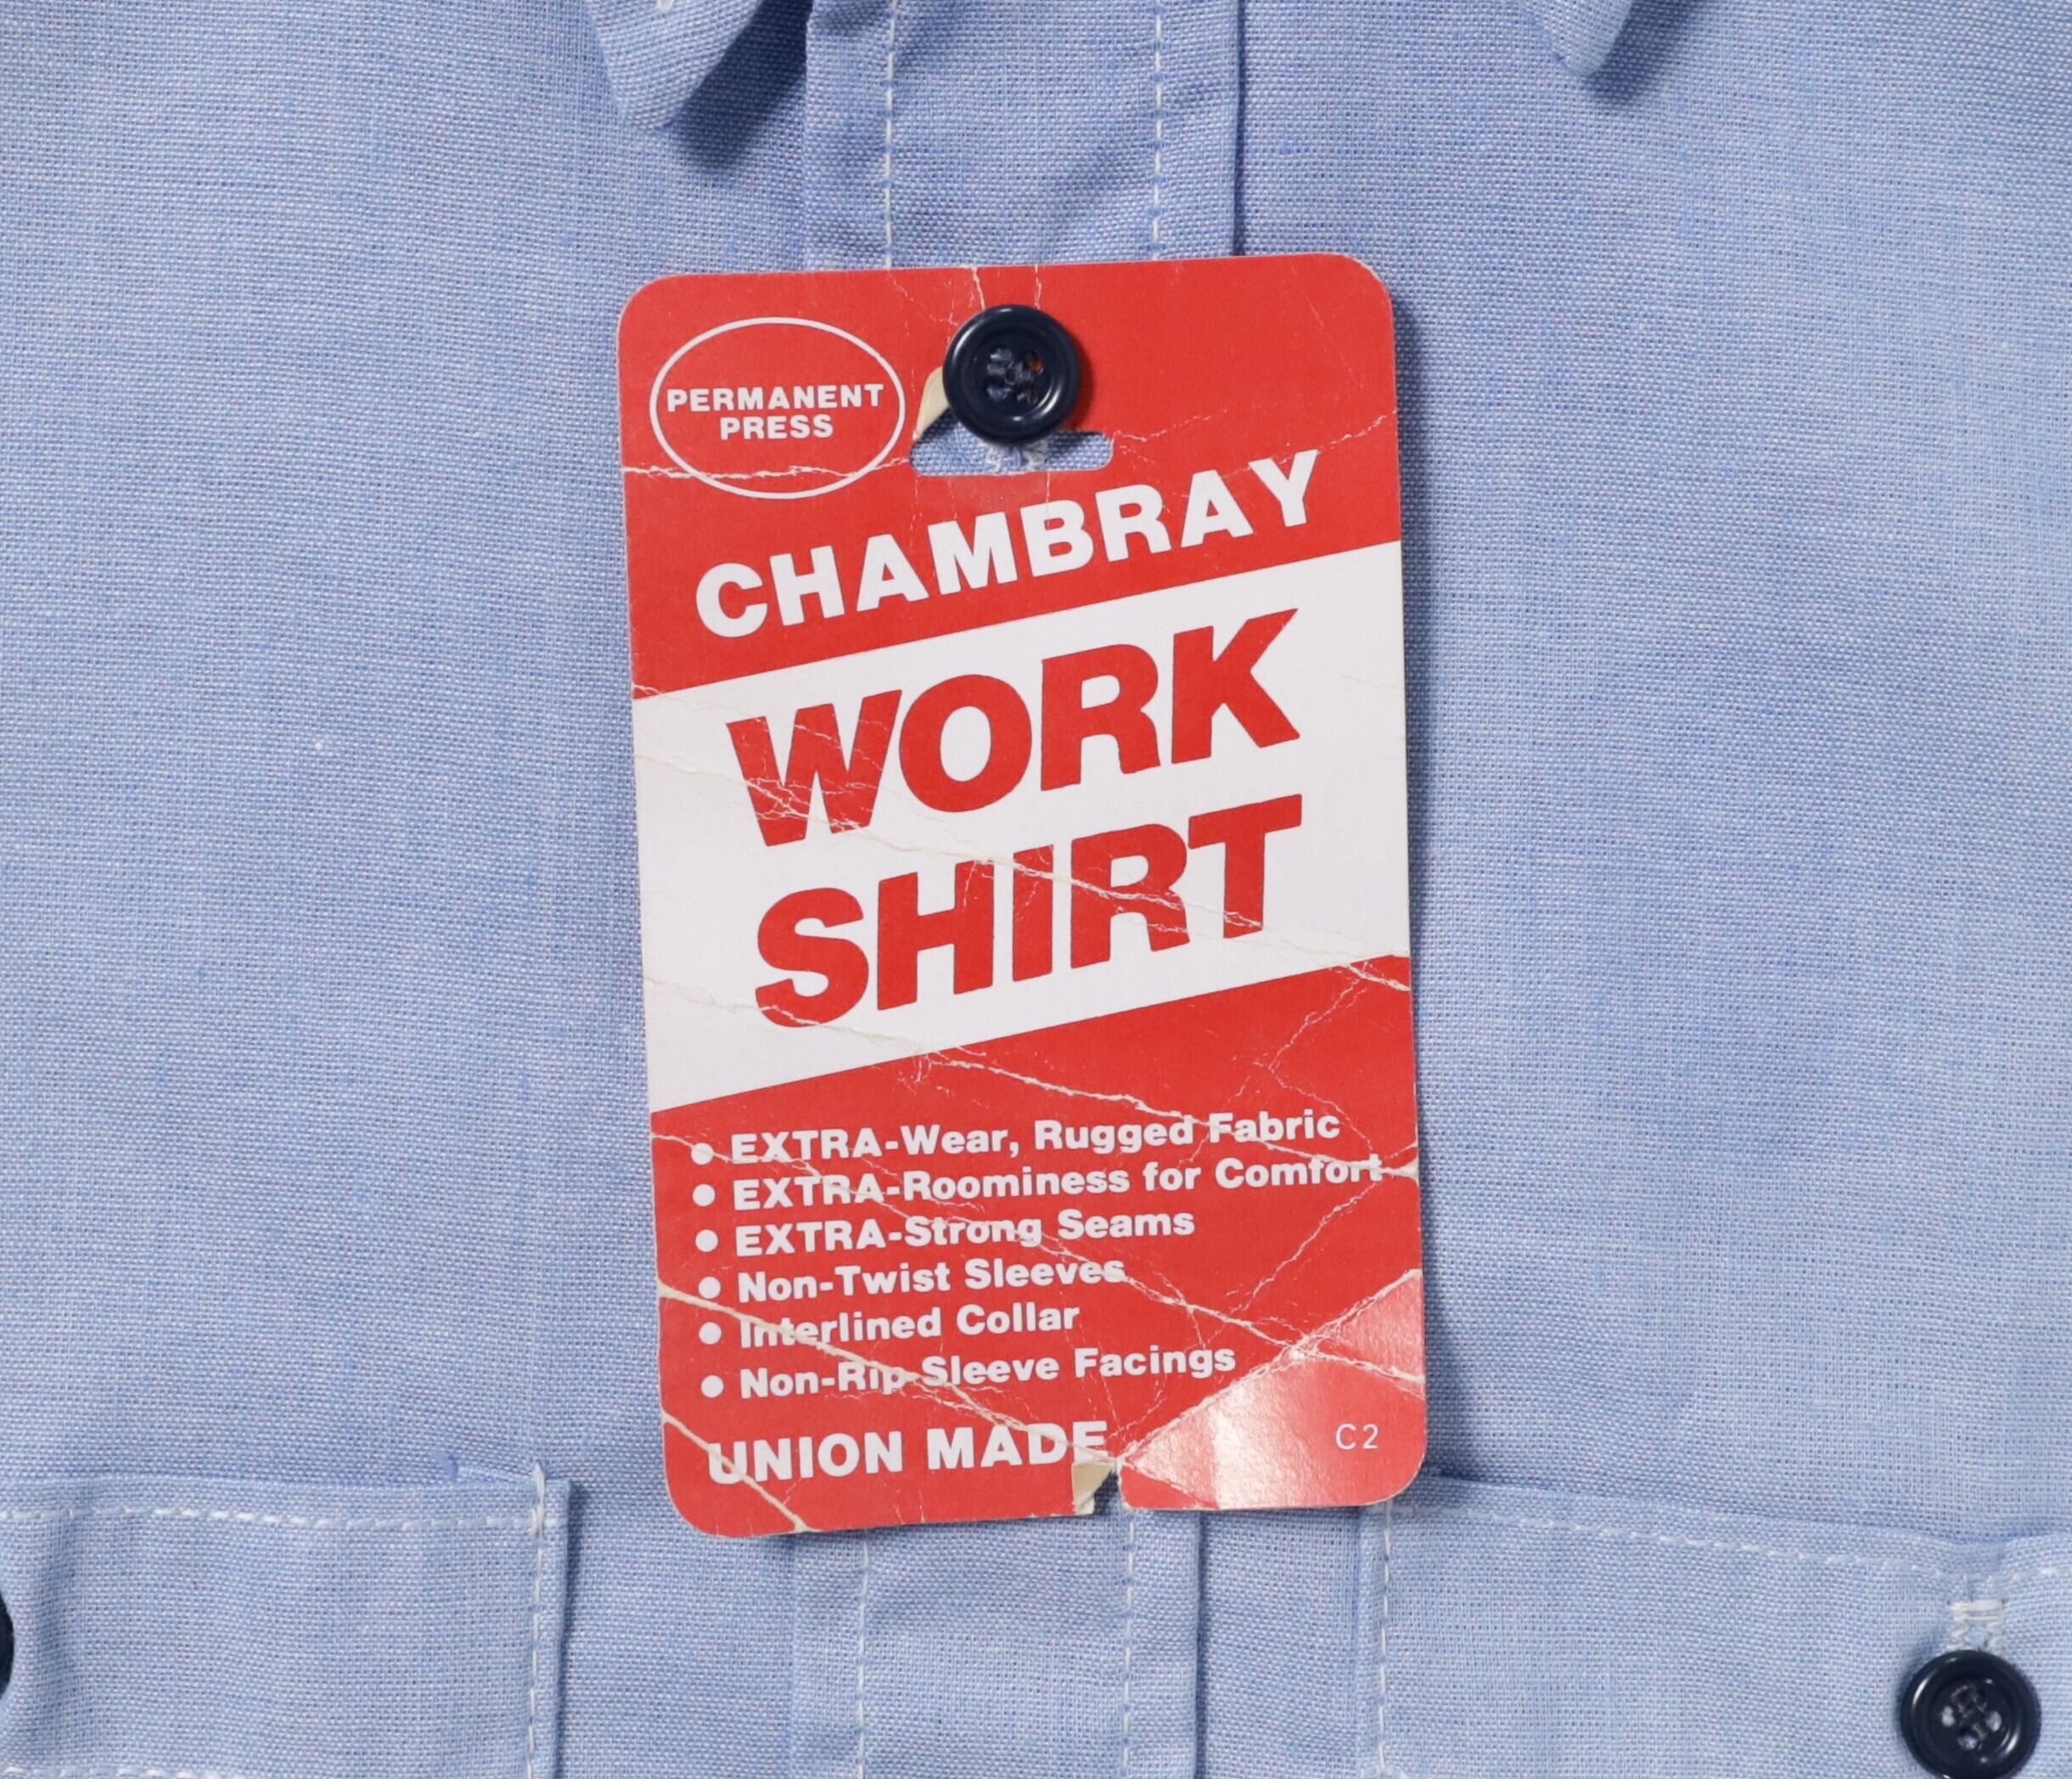 PERMANENT
PRESS
CHAMBRAY
WORK
SHIRT
• EXTRA-Wear, Rugged Fabric
• EXTRA-Roominess for Comfort
• EXTRA-Strong Seams
• Non-Twist Sleeves
• Interlined Collar
• Non-Rip Sleeve Facings
UNION MADE
C2